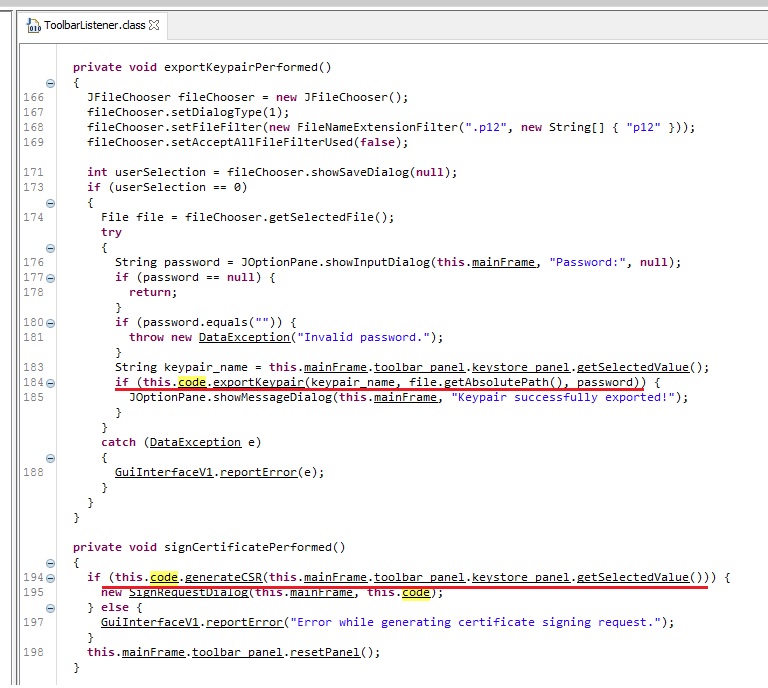 ToolbarListener.class
private void exportKeypairPerformed()
{
166 JFileChooser fileChooser = new JFileChooser();
167 fileChooser.setDialogType(1);
168 fileChooser.setFileFilter(new FileNameExtensionFilter(".p12", new String[] { "p12" }));
169 fileChooser.setAcceptAllFileFilterUsed(false);
171 int userSelection = fileChooser.showSaveDialog(null);
173 if (userSelection == 0)
{
174 File file = fileChooser.getSelectedFile();
try
{
176 String password = JOptionPane.showInputDialog(this.mainFrame, "Password:", null);
177 if (password == null) {
178 return;
}
180 if (password.equals("")) {
181 throw new DataException("Invalid password.");
}
183 String keypair_name = this.mainFrame.toolbar_panel.keystore_panel.getSelectedValue();
184 if (this.code.exportKeypair(keypair_name, file.getAbsolutePath(), password)) {
185 JOptionPane.showMessageDialog(this.mainFrame, "Keypair successfully exported!");
}
}
catch (DataException e)
{
188 GuiInterfaceV1.reportError(e);
}
}
}
private void signCertificatePerformed()
{
194 if (this.code.generateCSR(this.mainFrame.toolbar_panel.keystore_panel.getSelectedValue())) {
195 new SignRequestDialog(this.mainFrame, this.code);
} else {
197 GuiInterfaceV1.reportError("Error while generating certificate signing request.");
}
198 this.mainFrame.toolbar_panel.resetPanel();
}